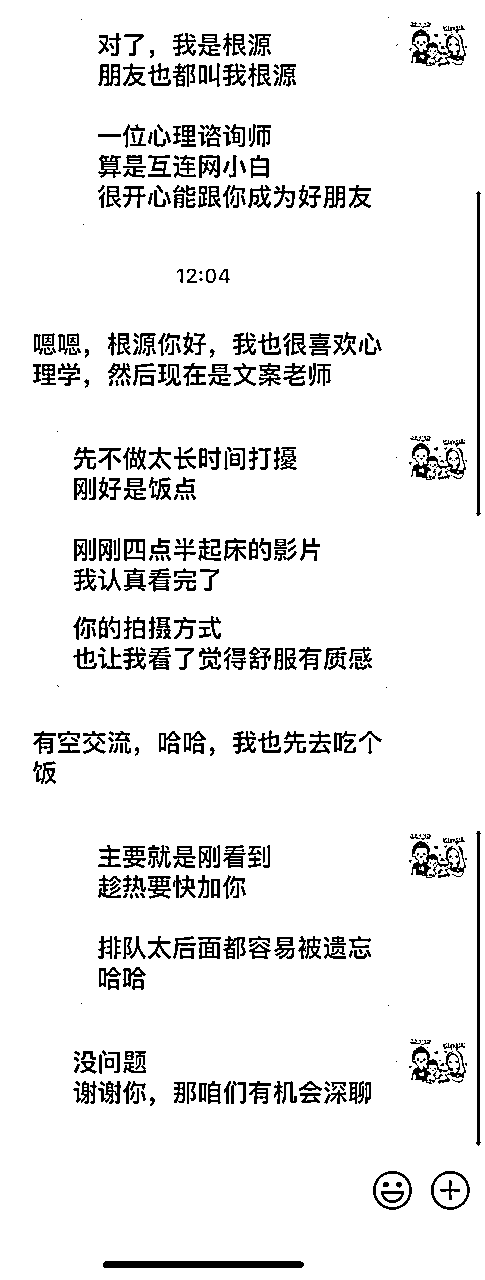 对了，我是根源
朋友也都叫我根源
一位心理谘询师
算是互连网小白
很开心能跟你成为好朋友
12:04
嗯嗯，根源你好，我也很喜欢心
理学，然后现在是文案老师
先不做太长时间打擾
刚好是饭点
刚刚四点半起床的影片
我认真看完了
你的拍摄方式
也让我看了觉得舒服有质感
有空交流，哈哈，我也先去吃个
饭
主要就是刚看到
趁热要快加你
排队太后面都容易被遗忘
哈哈
没问题
谢谢你，那咱们有机会深聊